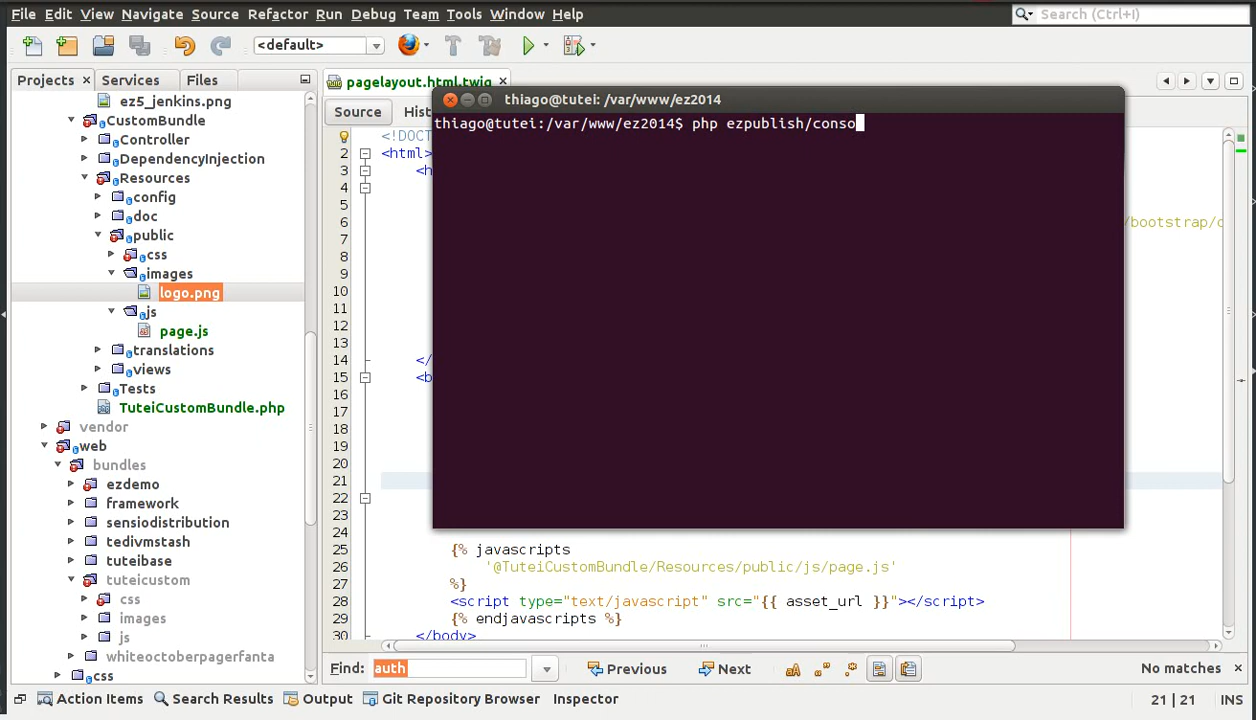 File Edit View Navigate Source Refactor Run Debug Team Tools Window Help
Search (Ctrl+I)
<default>
Projects Services Files
pagelayout.html.twig
Source Hist
thiago@tutei: /var/www/ez2014
thiago@tutei:/var/www/ez2014$ php ezpublish/conso
ez5_jenkins.png
CustomBundle
Controller
DependencyInjection
Resources
config
doc
public
css
images
logo.png
js
page.js
translations
views
Tests
TuteiCustomBundle.php
vendor
web
bundles
ezdemo
framework
sensiodistribution
tedivmstash
tuteibase
tuteicustom
css
images
js
whiteoctoberpagerfanta
css
<!DOCT
2 <html>
3 <h
4
5
6 /bootstrap/c
7
8
9
10
11
12
13
14 </
15 <b
16
17
18
19
20
21
22
23
24
25 {% javascripts
26 '@TuteiCustomBundle/Resources/public/js/page.js'
27 %}
28 <script type="text/javascript" src="{{ asset_url }}"></script>
29 {% endjavascripts %}
30 </body>
Find: auth Previous Next No matches
Action Items Search Results Output Git Repository Browser Inspector 21 | 21 INS